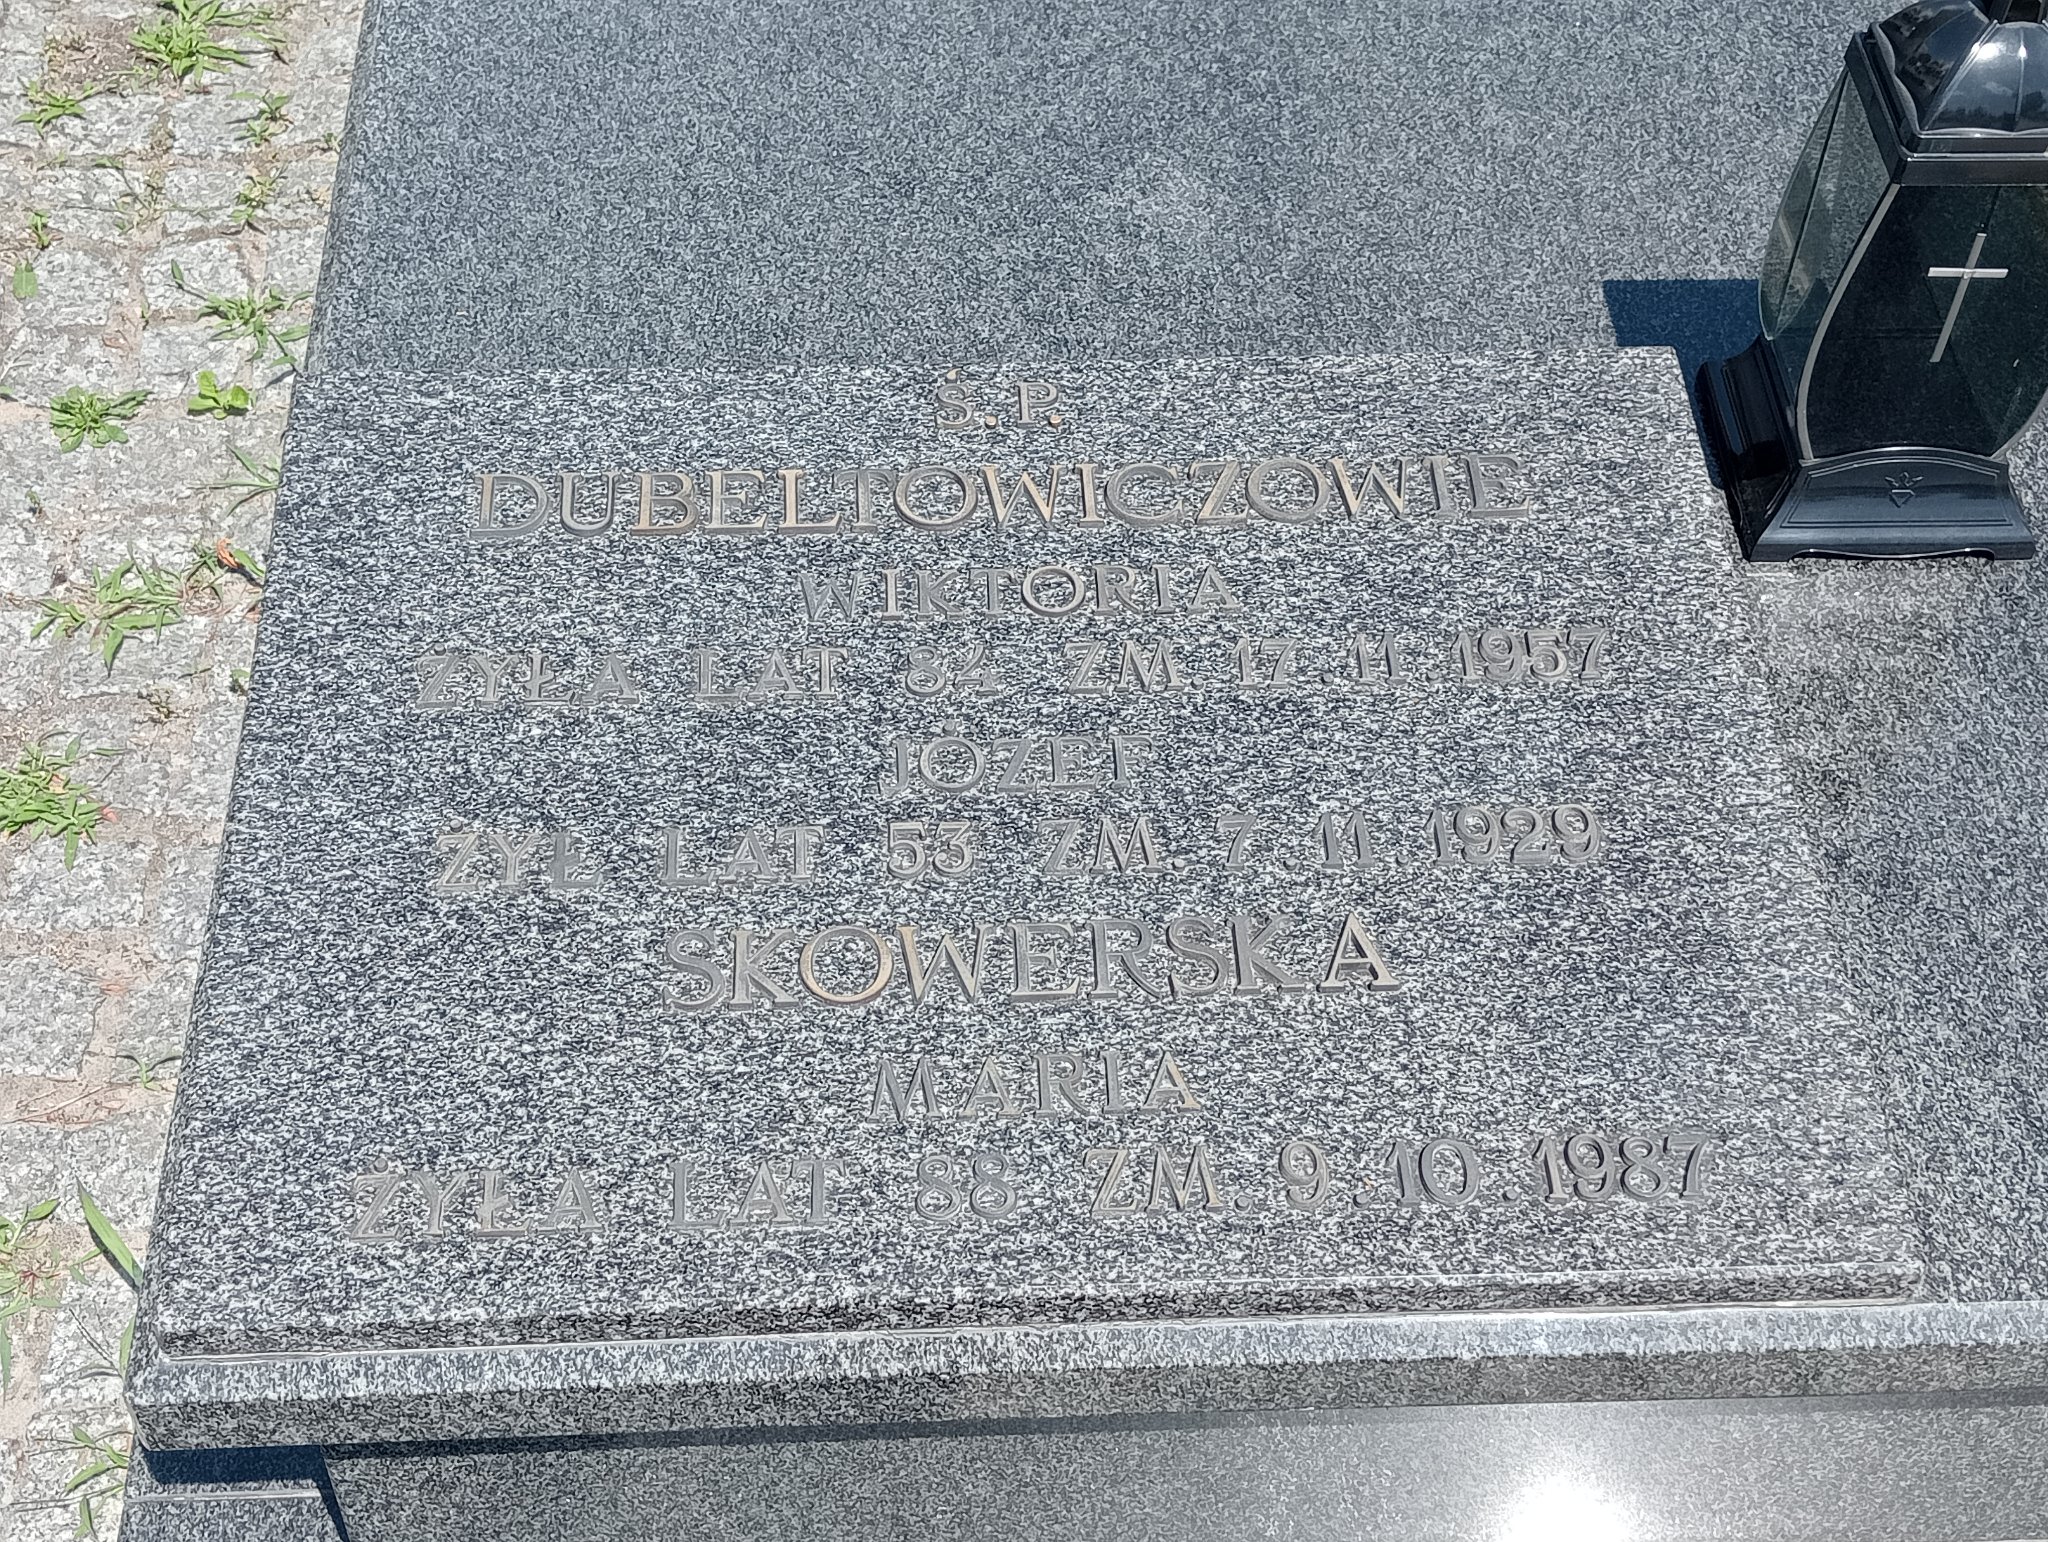 Ś.P.
DUBELTOWICZOWIE
WIKTORIA
ŻYŁA LAT 84 ZM. 17.11.1957
JÓZEF
ŻYŁ LAT 53 ZM. 7.11.1929
SKOWERSKA
MARIA
ŻYŁA LAT 88 ZM. 9.10.1987